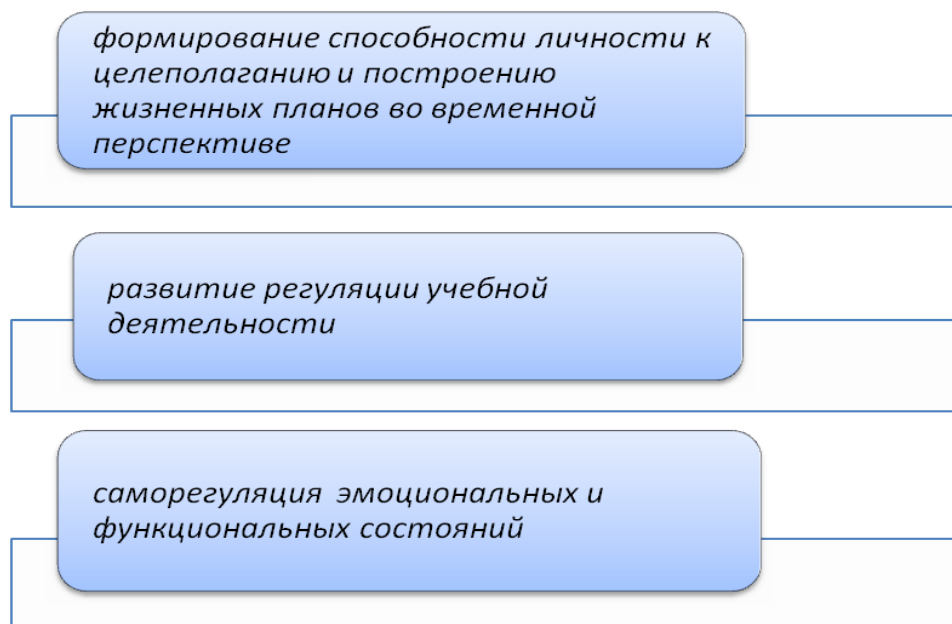 формирование способности личности к
целеполаганию и построению
жизненных планов во временной
перспективе
развитие регуляции учебной
деятельности
саморегуляция  эмоциональных и
функциональных состояний